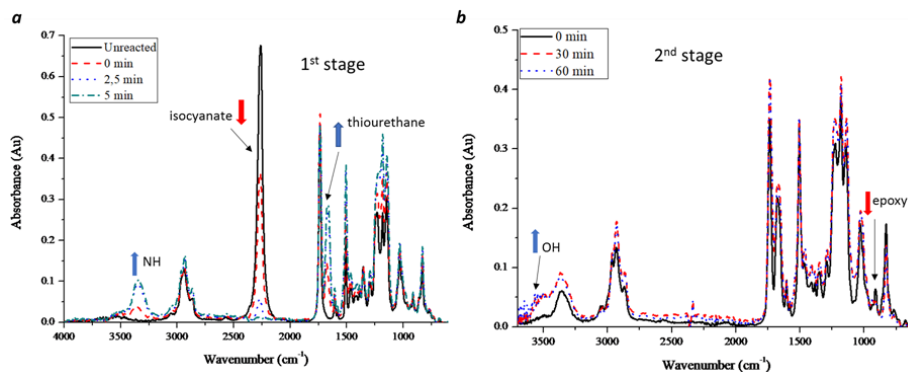 a
Unreacted
0 min
2,5 min
5 min
1st stage
isocyanate
thiourethane
NH
0.7
0.6
0.5
0.4
0.3
0.2
0.1
0.0
4000 3000 2000 1000
Absorbance (Au)
Wavenumber (cm-1)
b
0 min
30 min
60 min
2nd stage
epoxy
OH
0.5
0.4
0.3
0.2
0.1
0.0
3500 3000 2500 2000 1500 1000
Absorbance (Au)
Wavenumber (cm-1)